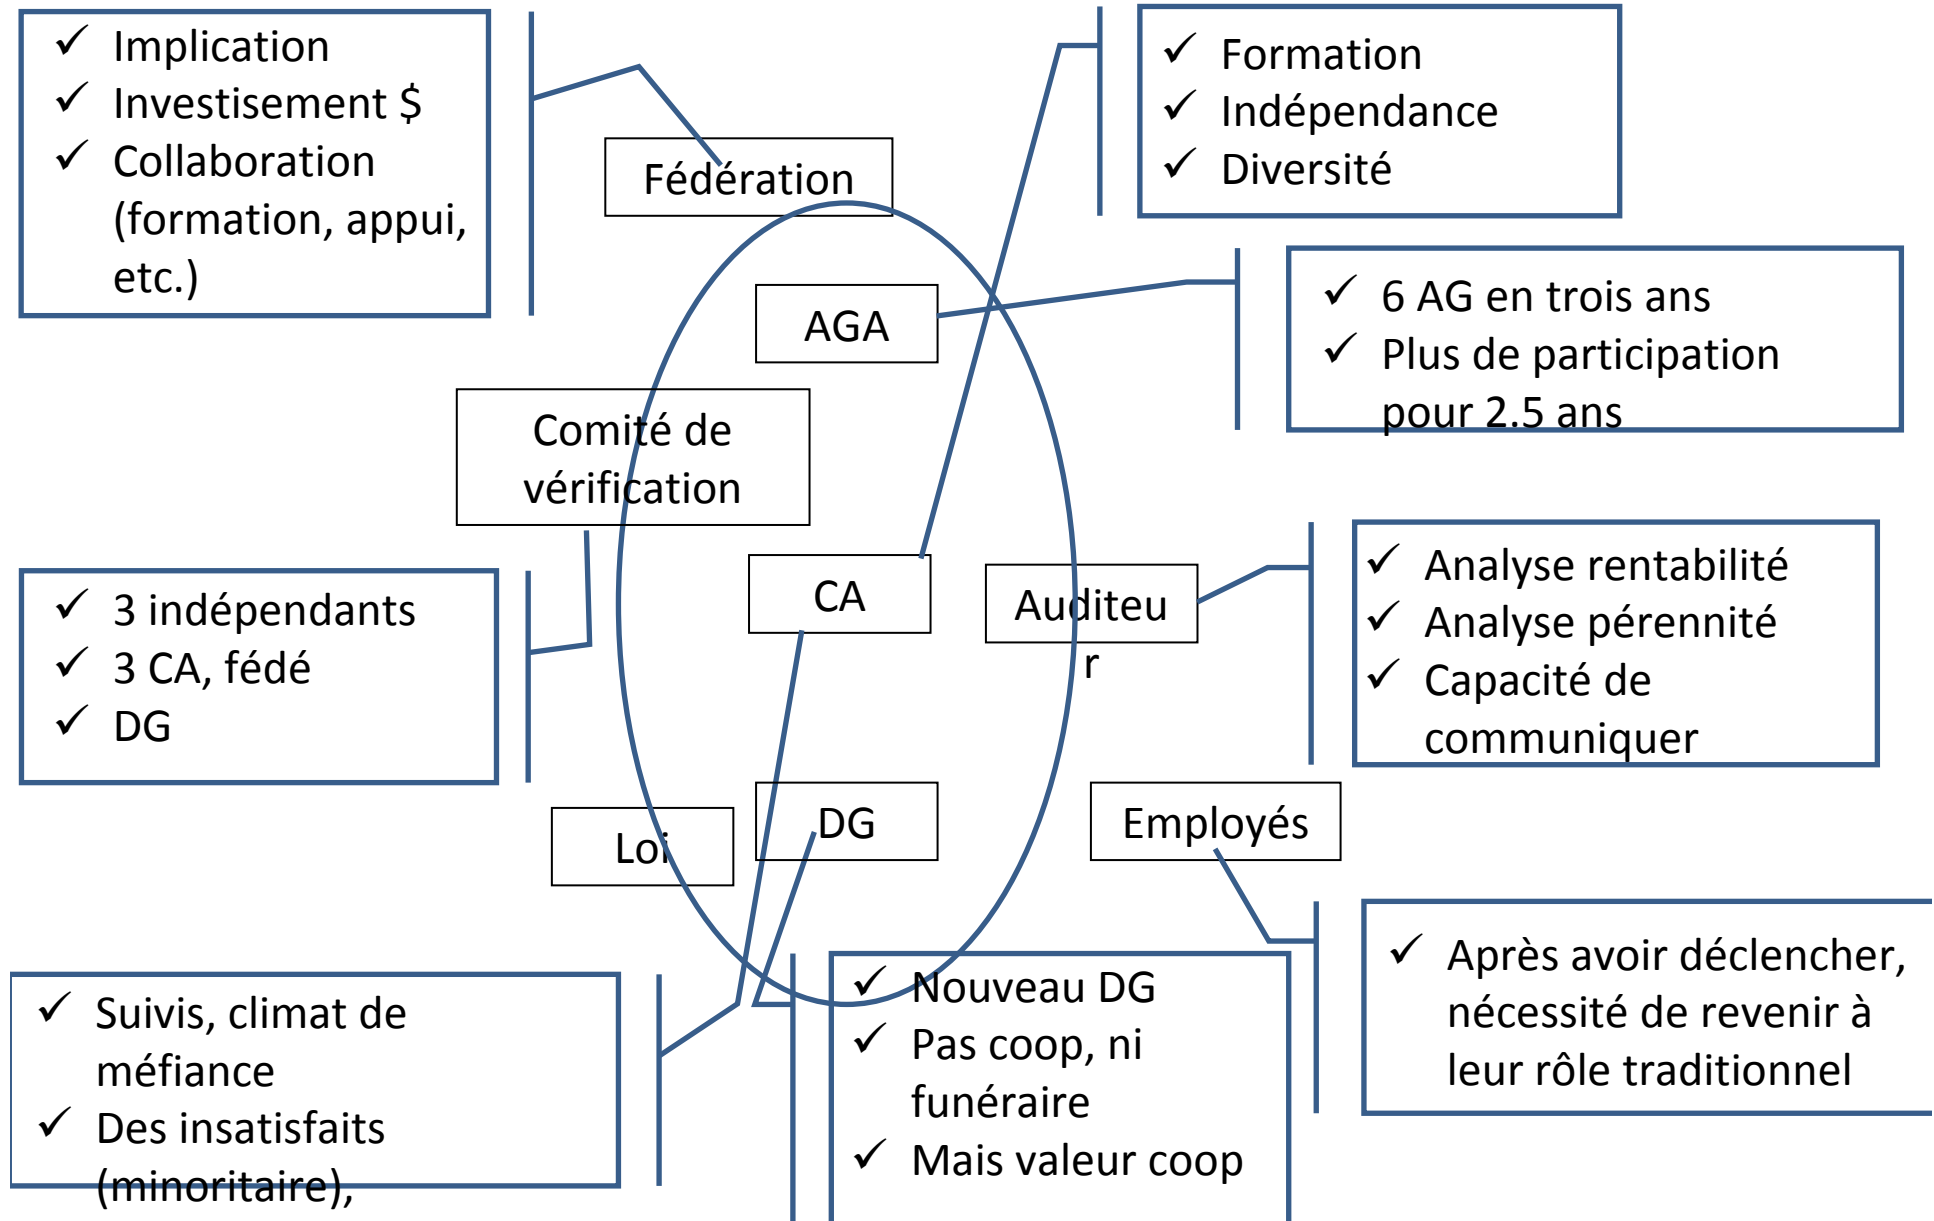 ✓ Implication
✓ Investisement $
✓ Collaboration
(formation, appui,
etc.)
Fédération
✓ Formation
✓ Indépendance
✓ Diversité
AGA
✓ 6 AG en trois ans
✓ Plus de participation
pour 2.5 ans
Comité de
vérification
✓ 3 indépendants
✓ 3 CA, fédé
✓ DG
CA
Auditeu
r
✓ Analyse rentabilité
✓ Analyse pérennité
✓ Capacité de
communiquer
Loi
DG
Employés
✓ Suivis, climat de
méfiance
✓ Des insatisfaits
(minoritaire),
✓ Nouveau DG
✓ Pas coop, ni
funéraire
✓ Mais valeur coop
✓ Après avoir déclencher,
nécessité de revenir à
leur rôle traditionnel